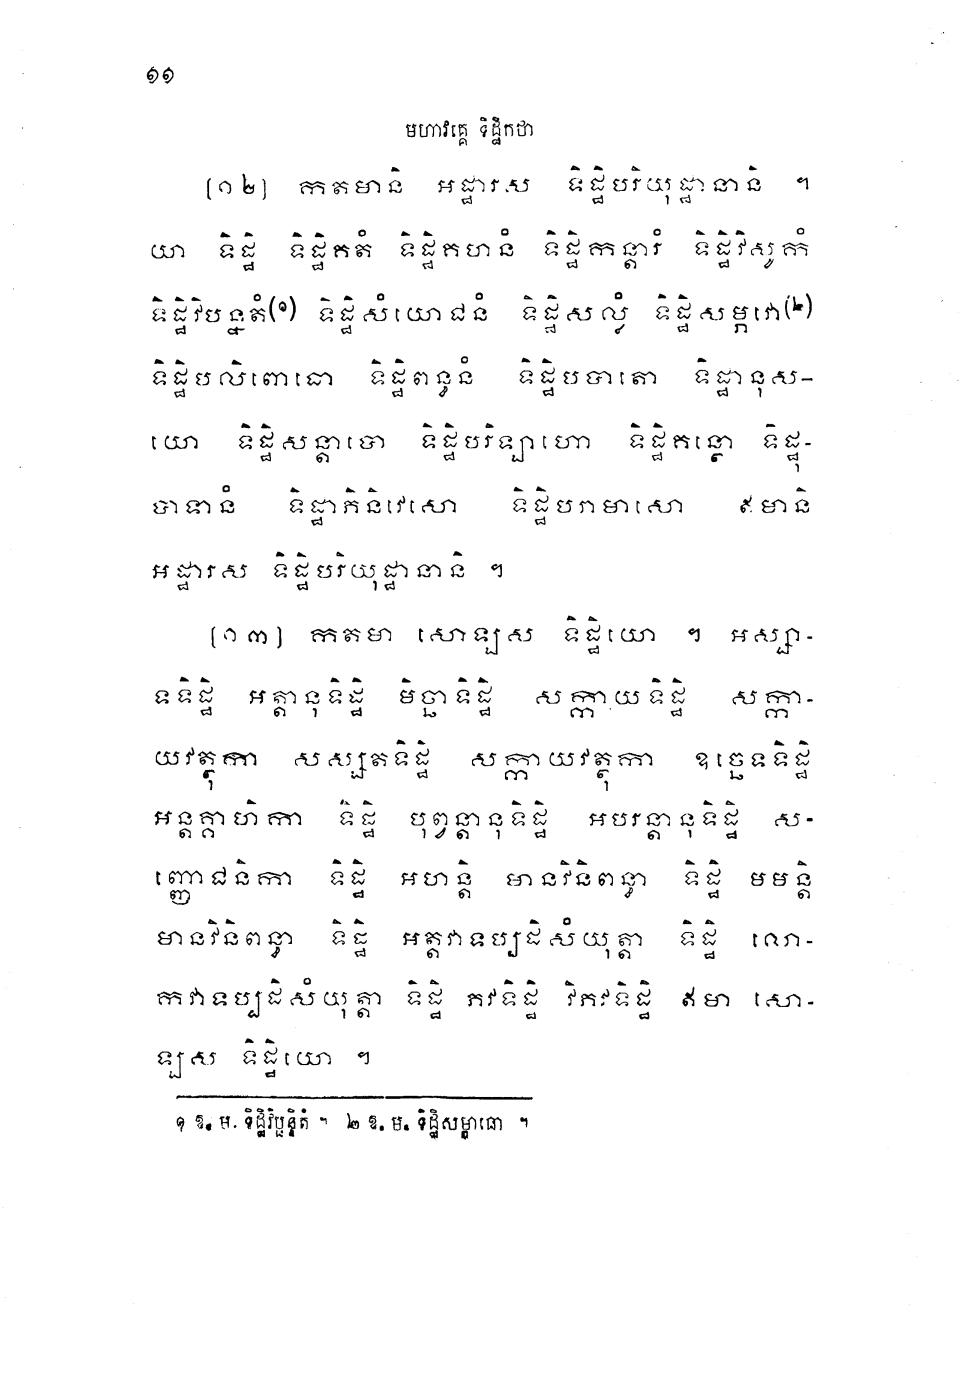 ១១
មហាវគ្គេ ទិដ្ឋិកថា
[១២] កតមានិ អដ្ឋារស ទិដ្ឋិបរិយុដ្ឋានានិ ។
យា ទិដ្ឋិ ទិដ្ឋិគតំ ទិដ្ឋិគហនំ ទិដ្ឋិកន្តារំ ទិដ្ឋិវិសូកំ
ទិដ្ឋិវិបន្នតំ(១) ទិដ្ឋិសំយោជនំ ទិដ្ឋិសល្លំ ទិដ្ឋិសម្ភវោ(២)
ទិដ្ឋិបលិពោធោ ទិដ្ឋិពន្ធនំ ទិដ្ឋិបបាតោ ទិដ្ឋានុស-
យោ ទិដ្ឋិសន្តាបោ ទិដ្ឋិបរិឡាហោ ទិដ្ឋិគន្ថោ ទិដ្ឋុ-
បាទានំ ទិដ្ឋាភិនិវេសោ ទិដ្ឋិបរាមាសោ ឥមានិ
អដ្ឋារស ទិដ្ឋិបរិយុដ្ឋានានិ ។
[១៣] កតមា សោឡស ទិដ្ឋិយោ ។ អស្សា-
ទទិដ្ឋិ អត្តានុទិដ្ឋិ មិច្ឆាទិដ្ឋិ សក្កាយទិដ្ឋិ សក្កា-
យវត្ថុកា សស្សតទិដ្ឋិ សក្កាយវត្ថុកា ឧច្ឆេទទិដ្ឋិ
អន្តគ្គាហិកា ទិដ្ឋិ បុព្វន្តានុទិដ្ឋិ អបរន្តានុទិដ្ឋិ ស-
ញ្ញោជនិកា ទិដ្ឋិ អហន្តិ មានវិនិពន្ធា ទិដ្ឋិ មមន្តិ
មានវិនិពន្ធា ទិដ្ឋិ អត្តវាទប្បដិសំយុត្តា ទិដ្ឋិ លោ-
កវាទប្បដិសំយុត្តា ទិដ្ឋិ ភវទិដ្ឋិ វិភវទិដ្ឋិ ឥមា សោ-
ឡស ទិដ្ឋិយោ ។
១ ឱ. ម. ទិដ្ឋិវិប្ផន្ទិតំ ។ ២ ឱ. ម. ទិដ្ឋិសម្ពាធោ ។